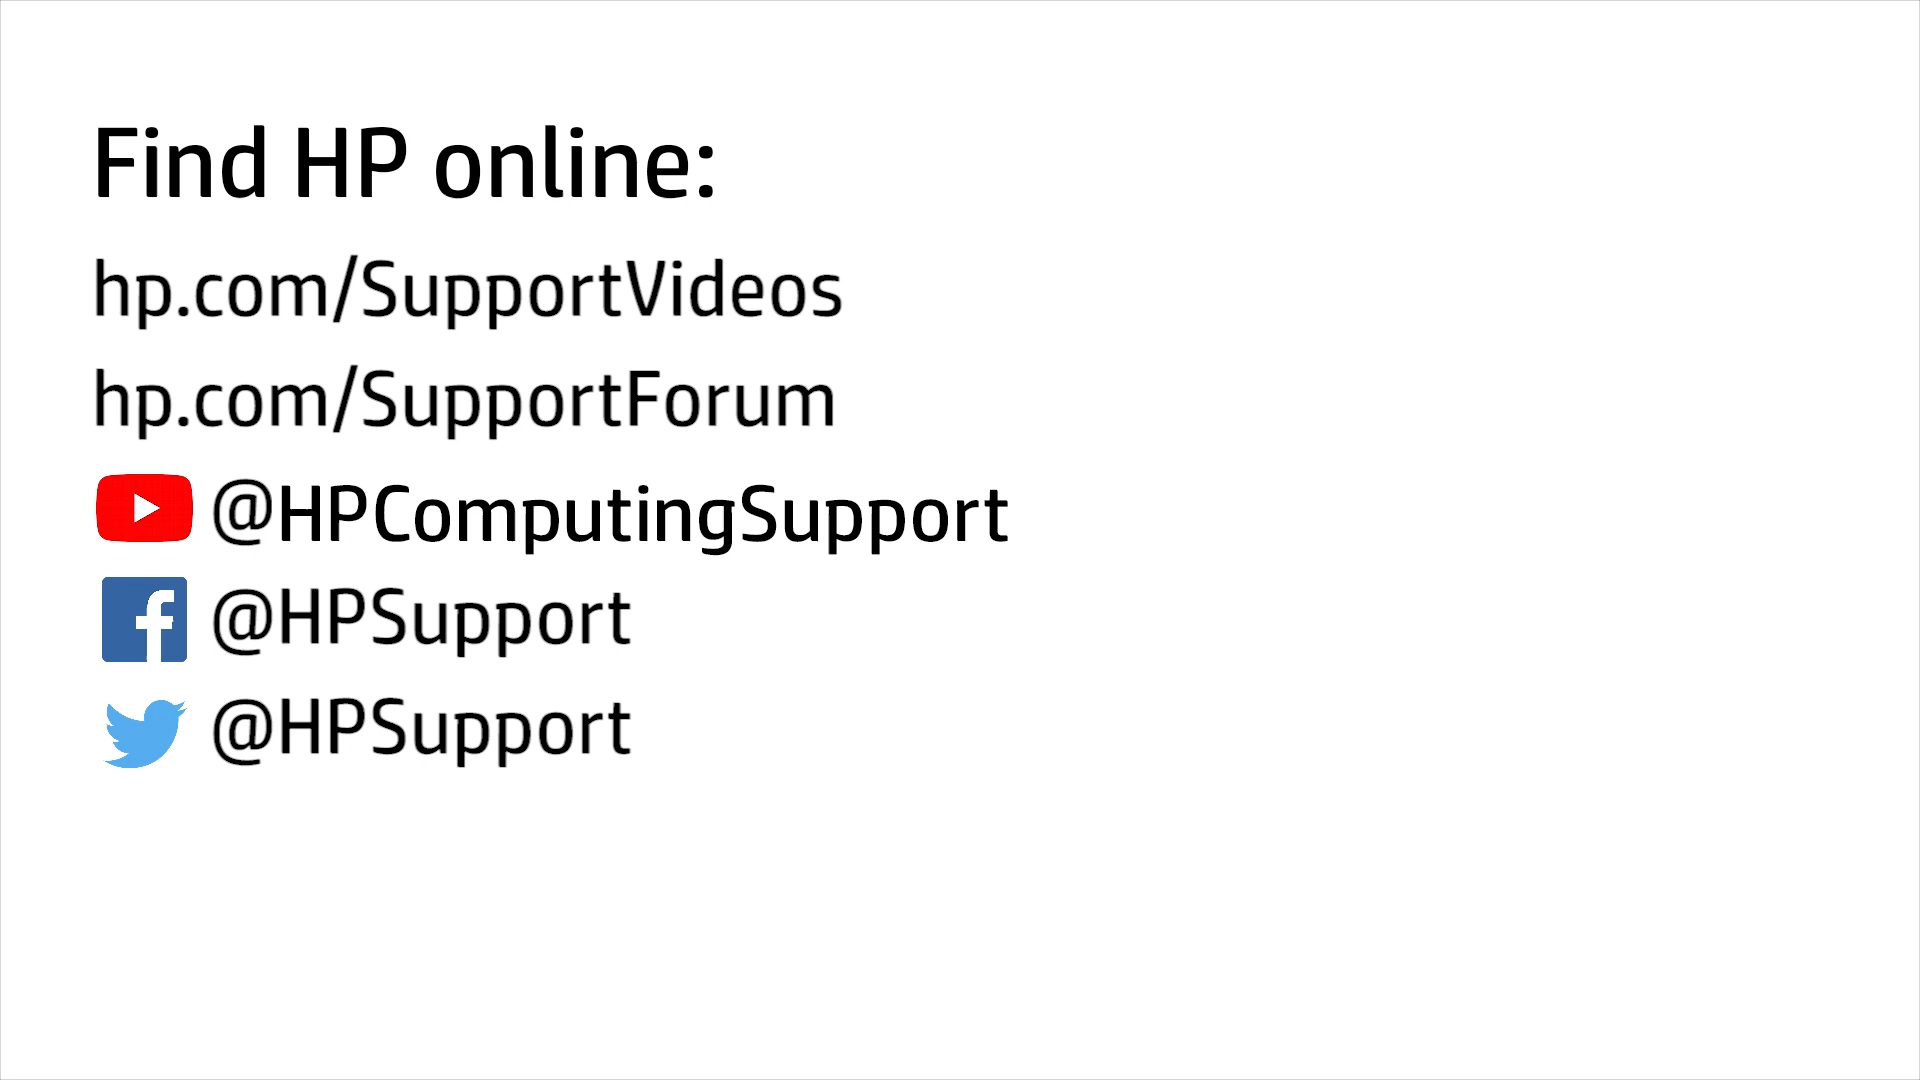 Find HP online:
hp.com/SupportVideos
hp.com/SupportForum
@HPComputingSupport
@HPSupport
@HPSupport